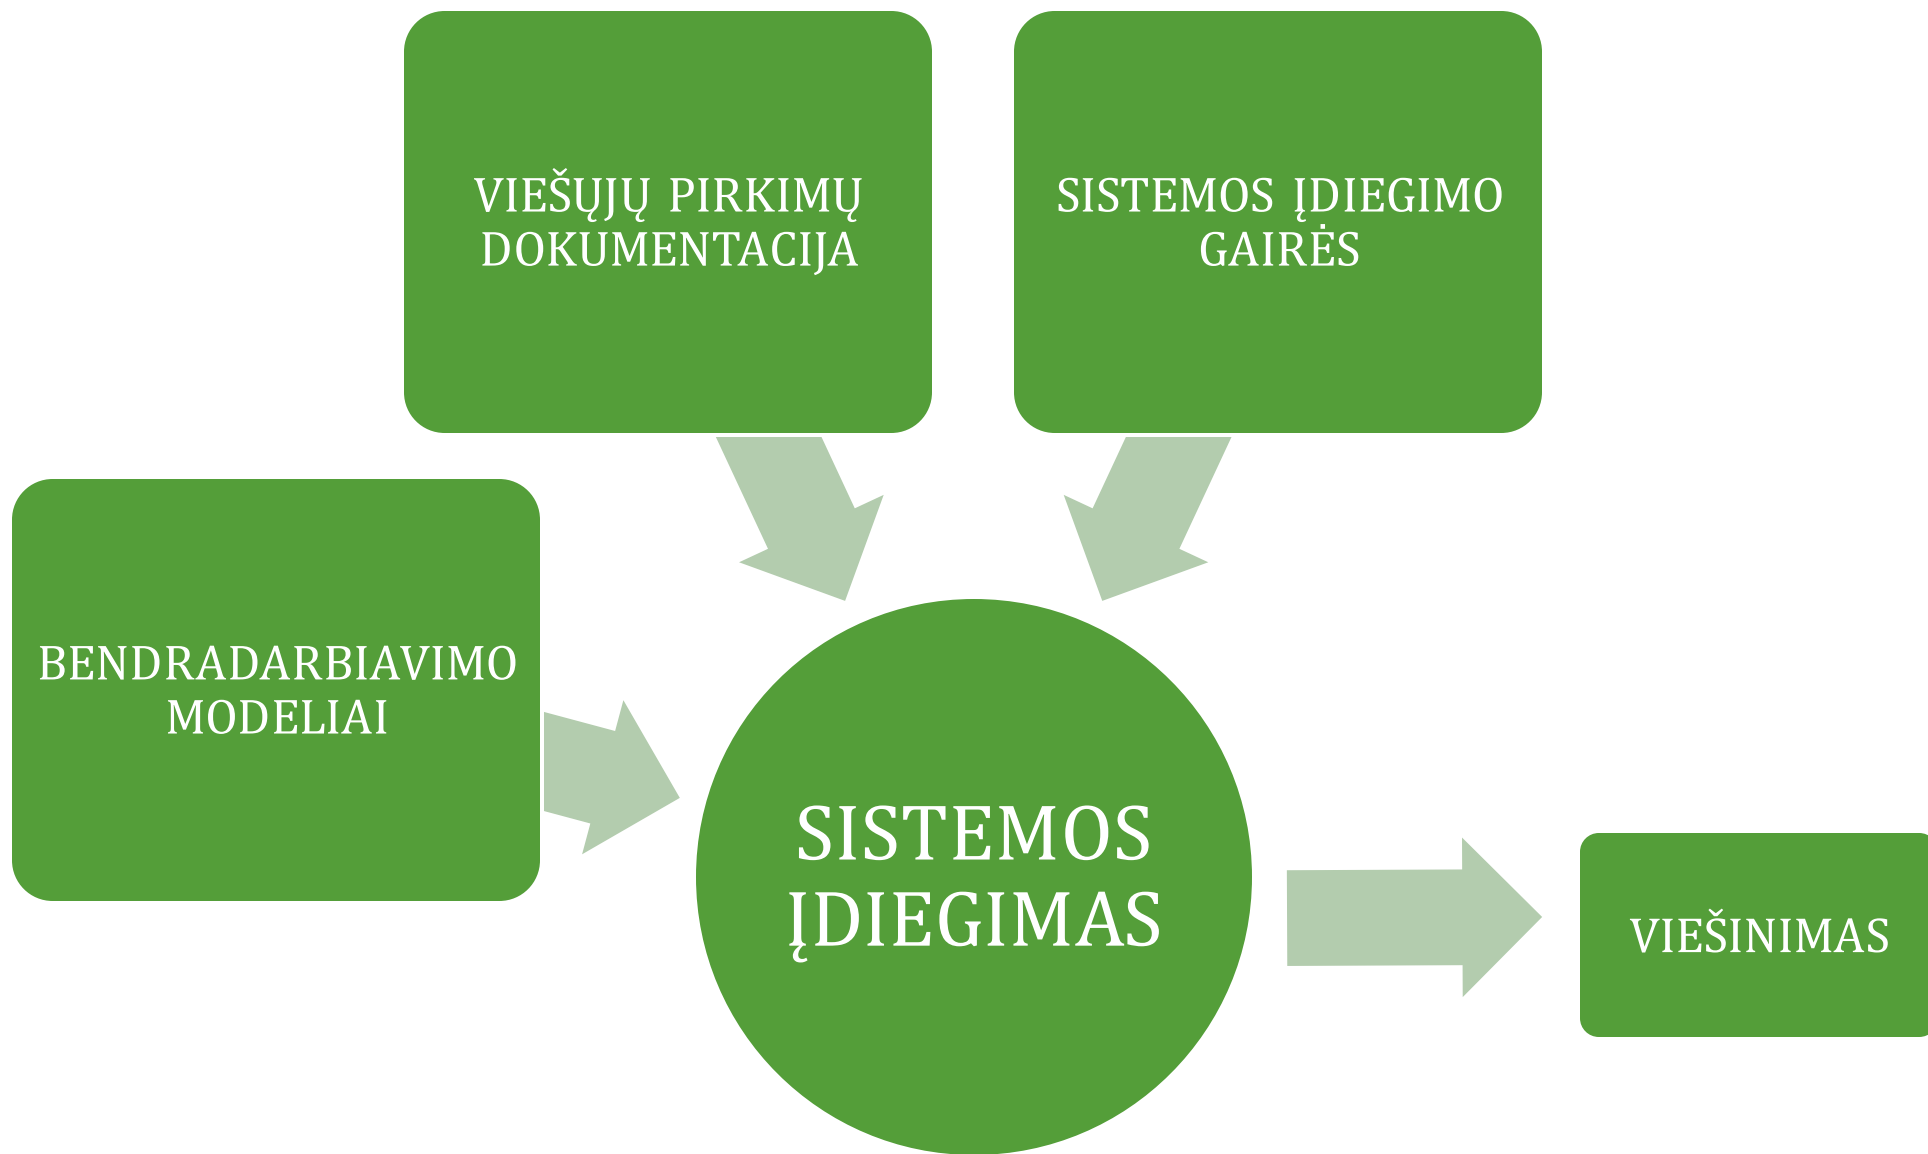 VIEŠŲJŲ PIRKIMŲ
DOKUMENTACIJA
SISTEMOS ĮDIEGIMO
GAIRĖS
BENDRADARBIAVIMO
MODELIAI
SISTEMOS
ĮDIEGIMAS
VIEŠINIMAS